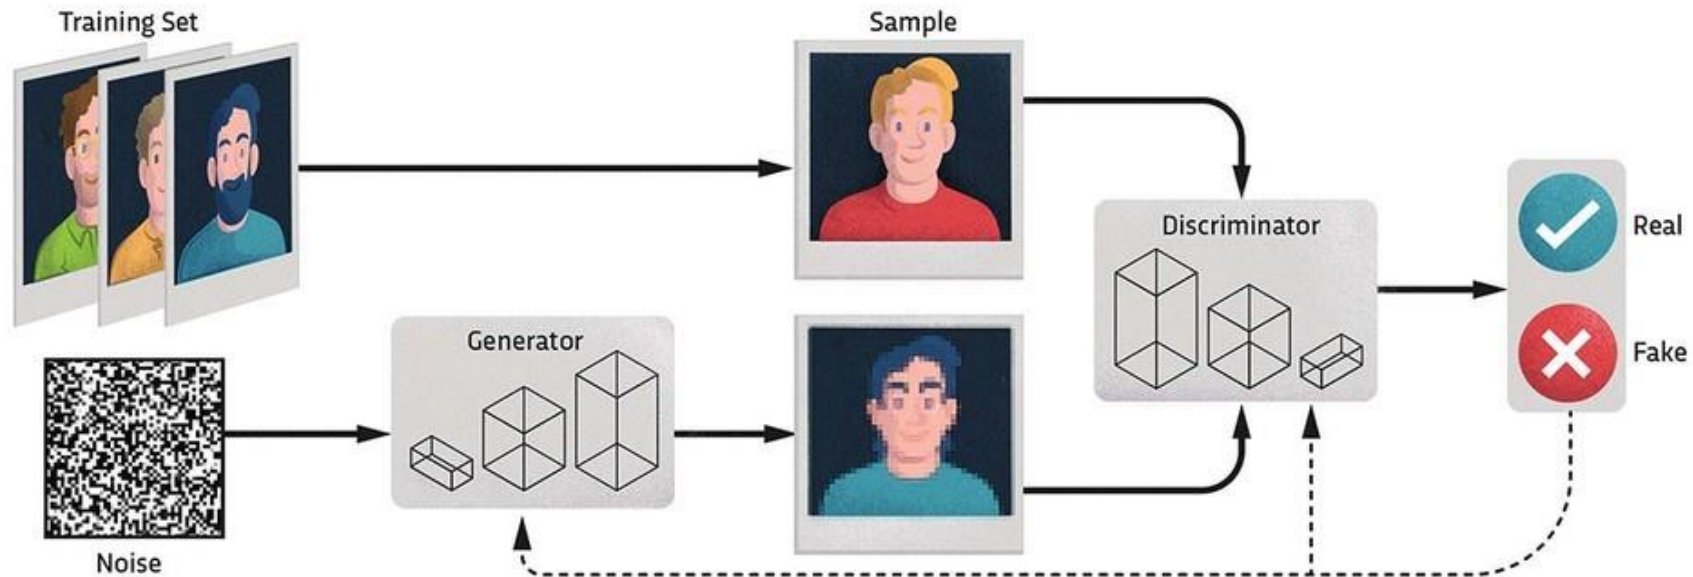 Training Set
Sample
Discriminator
Real
Generator
Fake
Noise